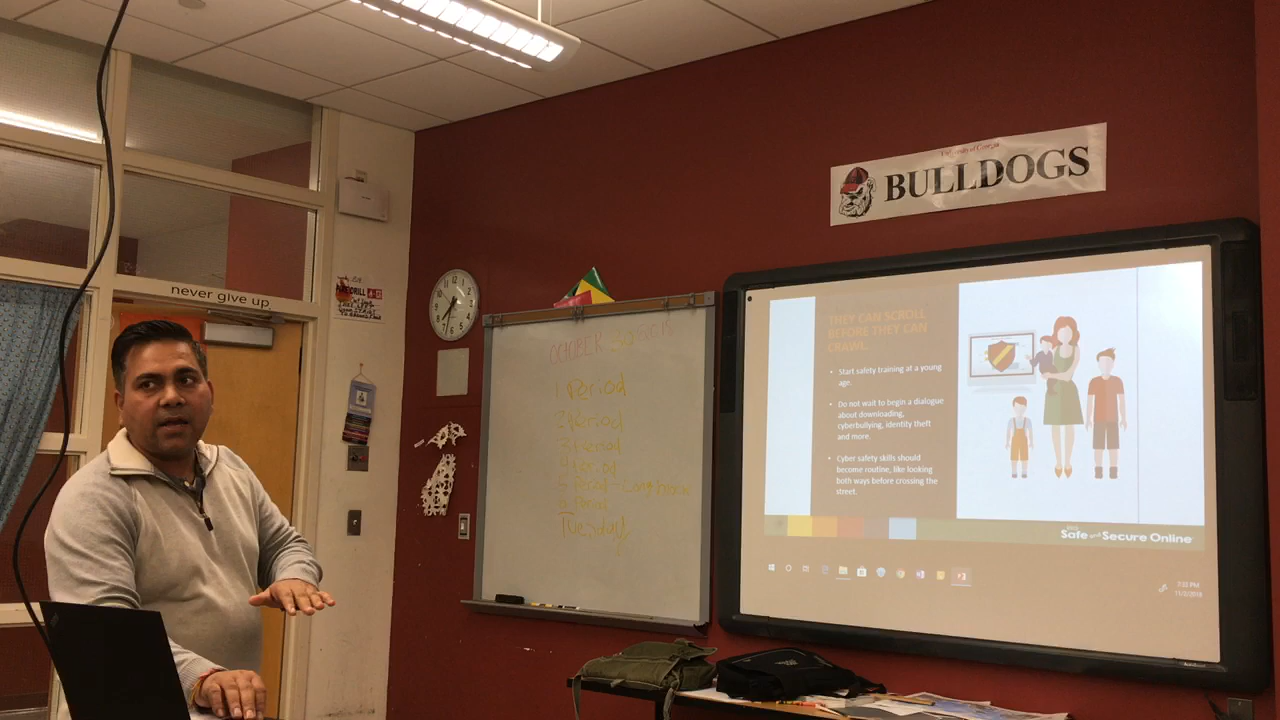 never give up
FIRE DRILL
University of Georgia
BULLDOGS
OCTOBER
1 Period
2 Period
3 Period
4 Period
Period - Long
Period
Tuesday
THEY CAN SCROLL
BEFORE THEY CAN
CRAWL.
• Start safety training at a young
age.
• Do not wait to begin a dialogue
about downloading,
cyberbullying, identity theft
and more.
• Cyber safety skills should
become routine, like looking
both ways before crossing the
street.
Safe and Secure Online